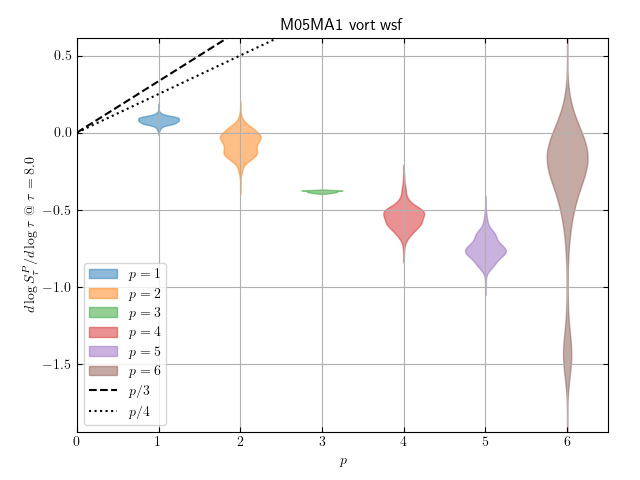 M05MA1 vort wsf
d log S_τ^P / d log τ @ τ = 8.0
0.5
0.0
−0.5
−1.0
−1.5
p = 1
p = 2
p = 3
p = 4
p = 5
p = 6
p/3
p/4
0 1 2 3 4 5 6
p